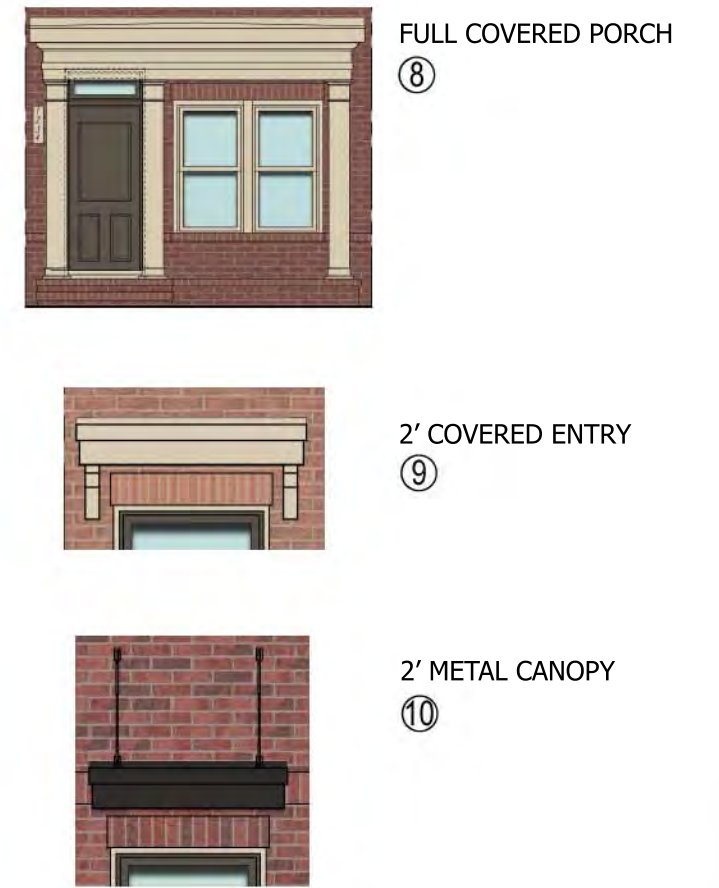 FULL COVERED PORCH
8
2' COVERED ENTRY
9
2' METAL CANOPY
10